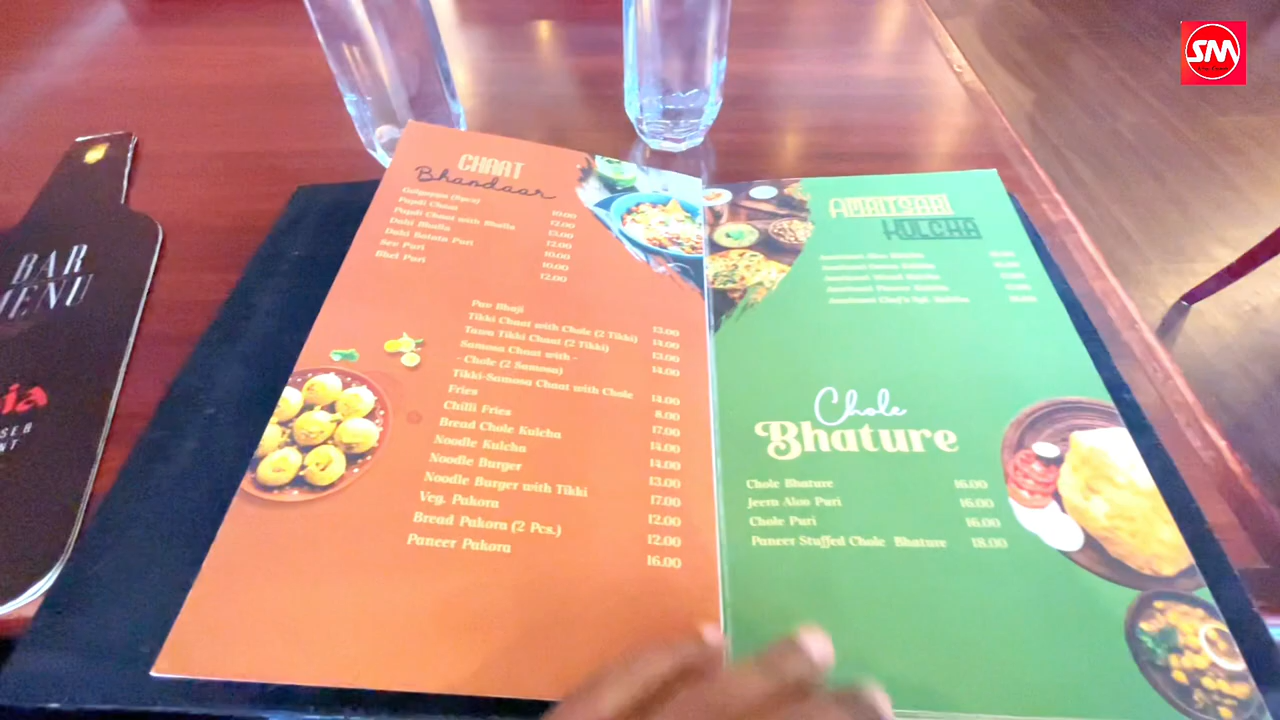 SM
BAR
MENU
ia
CHAAT
Bhandaar
Golgappa (8pcs) 10.00
Papdi Chaat 12.00
Papdi Chaat with Bhalla 13.00
Dahi Bhalla 12.00
Dahi Batata Puri 10.00
Sev Puri 10.00
Bhel Puri 12.00
Pav Bhaji 13.00
Tikki Chaat with Chole (2 Tikki) 14.00
Tawa Tikki Chaat (2 Tikki) 13.00
Samosa Chaat with -
- Chole (2 Samosa) 14.00
Tikki-Samosa Chaat with Chole 14.00
Fries 8.00
Chilli Fries 17.00
Bread Chole Kulcha 14.00
Noodle Kulcha 14.00
Noodle Burger 13.00
Noodle Burger with Tikki 17.00
Veg. Pakora 12.00
Bread Pakora (2 Pcs.) 12.00
Paneer Pakora 16.00
AMRITSARI
KULCHA
Chole
Bhature
Chole Bhature 16.00
Jeera Aloo Puri 16.00
Chole Puri 16.00
Paneer Stuffed Chole Bhature 18.00